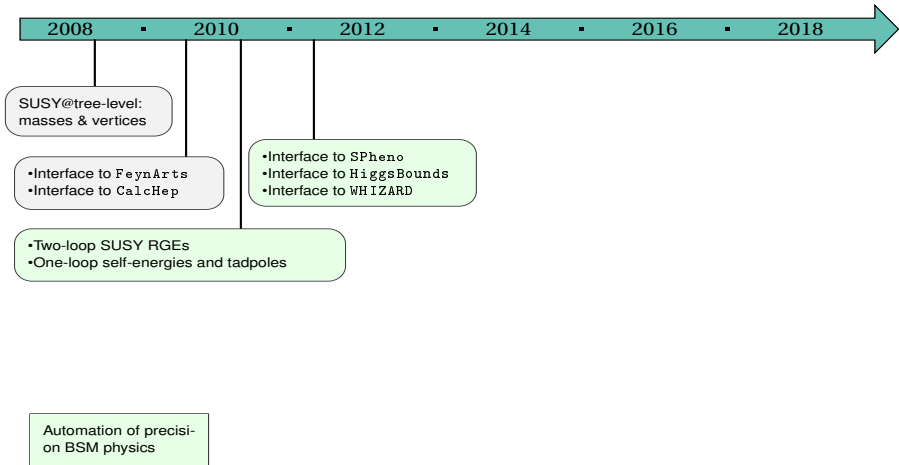 2008 · 2010 · 2012 · 2014 · 2016 · 2018
SUSY@tree-level:
masses & vertices
•Interface to FeynArts
•Interface to CalcHep
•Interface to SPheno
•Interface to HiggsBounds
•Interface to WHIZARD
•Two-loop SUSY RGEs
•One-loop self-energies and tadpoles
Automation of precisi-
on BSM physics